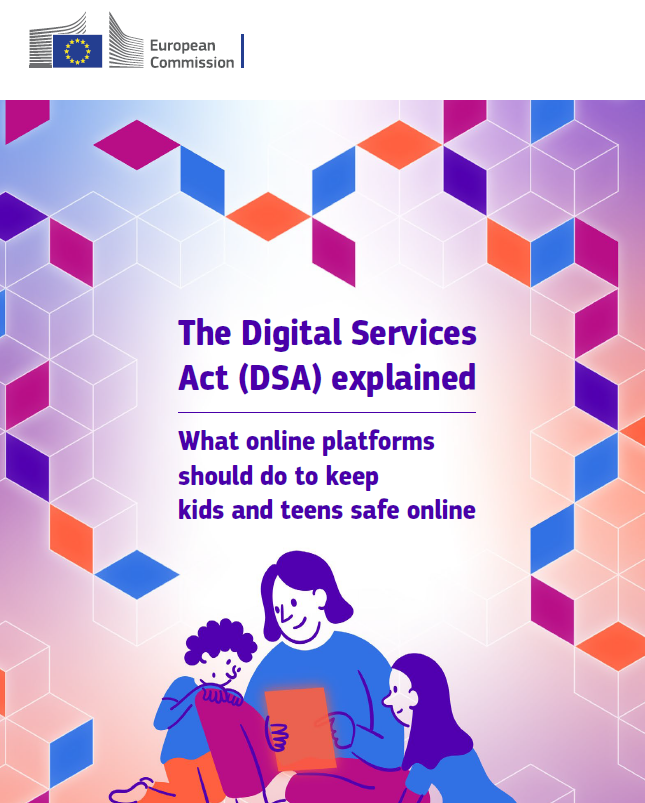 European
Commission
The Digital Services
Act (DSA) explained
What online platforms
should do to keep
kids and teens safe online